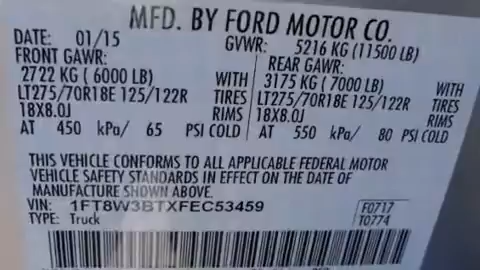 MFD. BY FORD MOTOR CO.
DATE: 01/15 GVWR: 5216 KG (11500 LB)
FRONT GAWR: REAR GAWR:
2722 KG ( 6000 LB) WITH 3175 KG ( 7000 LB) WITH
LT275/70R18E 125/122R TIRES LT275/70R18E 125/122R TIRES
18X8.0J RIMS 18X8.0J RIMS
AT 450 kPa/ 65 PSI COLD AT 550 kPa/ 80 PSI COLD
THIS VEHICLE CONFORMS TO ALL APPLICABLE FEDERAL MOTOR
VEHICLE SAFETY STANDARDS IN EFFECT ON THE DATE OF
MANUFACTURE SHOWN ABOVE.
VIN: 1FT8W3BTXFEC53459 F0717
TYPE: Truck T0774